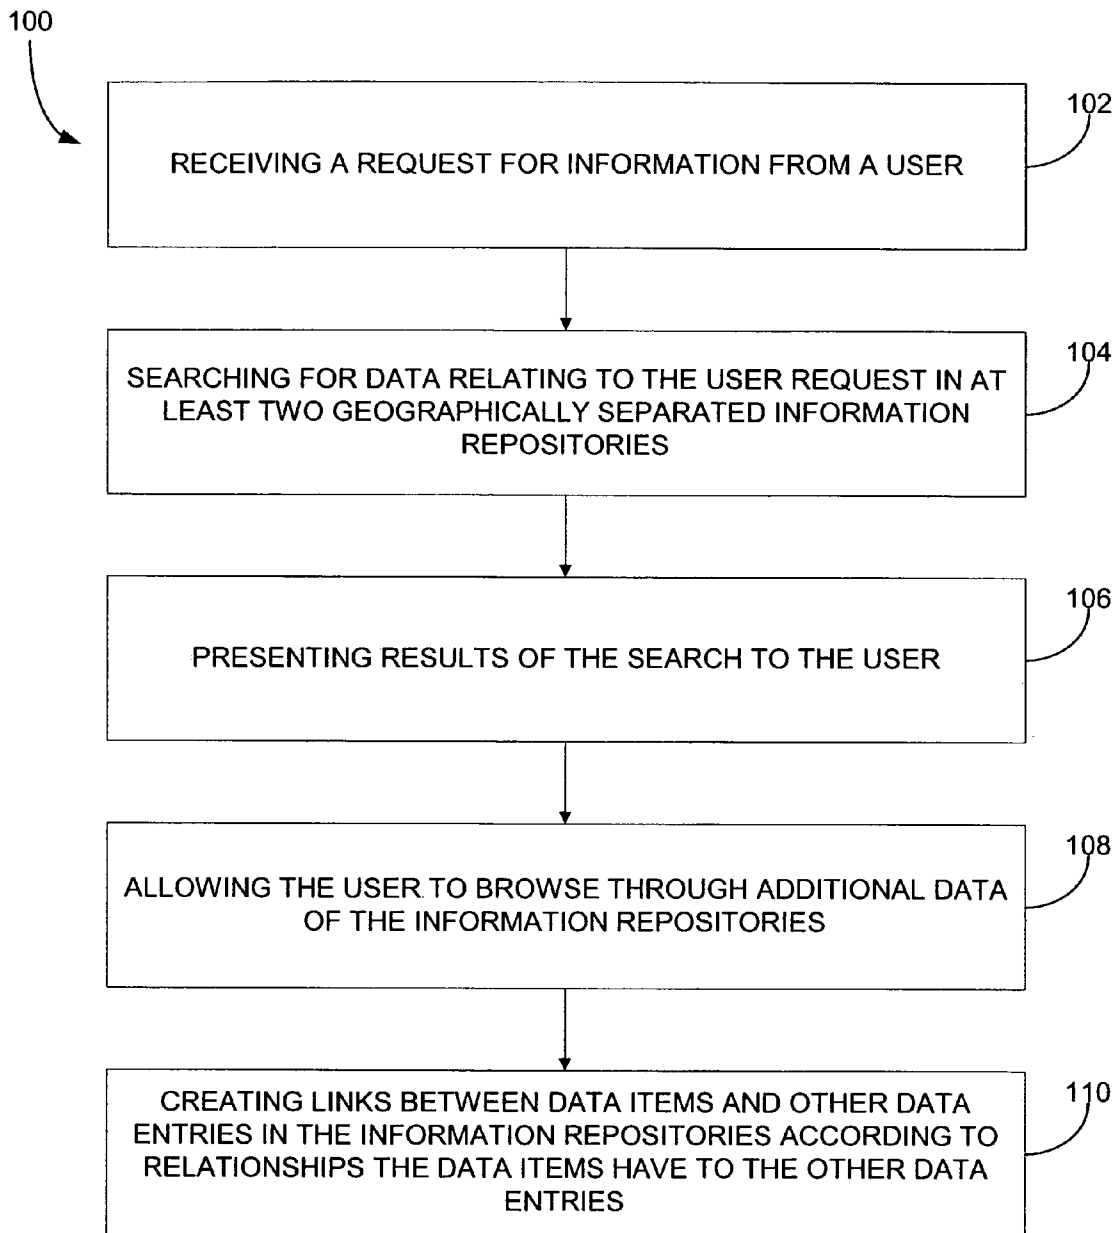 100
102
RECEIVING A REQUEST FOR INFORMATION FROM A USER
104
SEARCHING FOR DATA RELATING TO THE USER REQUEST IN AT
LEAST TWO GEOGRAPHICALLY SEPARATED INFORMATION
REPOSITORIES
106
PRESENTING RESULTS OF THE SEARCH TO THE USER
108
ALLOWING THE USER TO BROWSE THROUGH ADDITIONAL DATA
OF THE INFORMATION REPOSITORIES
110
CREATING LINKS BETWEEN DATA ITEMS AND OTHER DATA
ENTRIES IN THE INFORMATION REPOSITORIES ACCORDING TO
RELATIONSHIPS THE DATA ITEMS HAVE TO THE OTHER DATA
ENTRIES